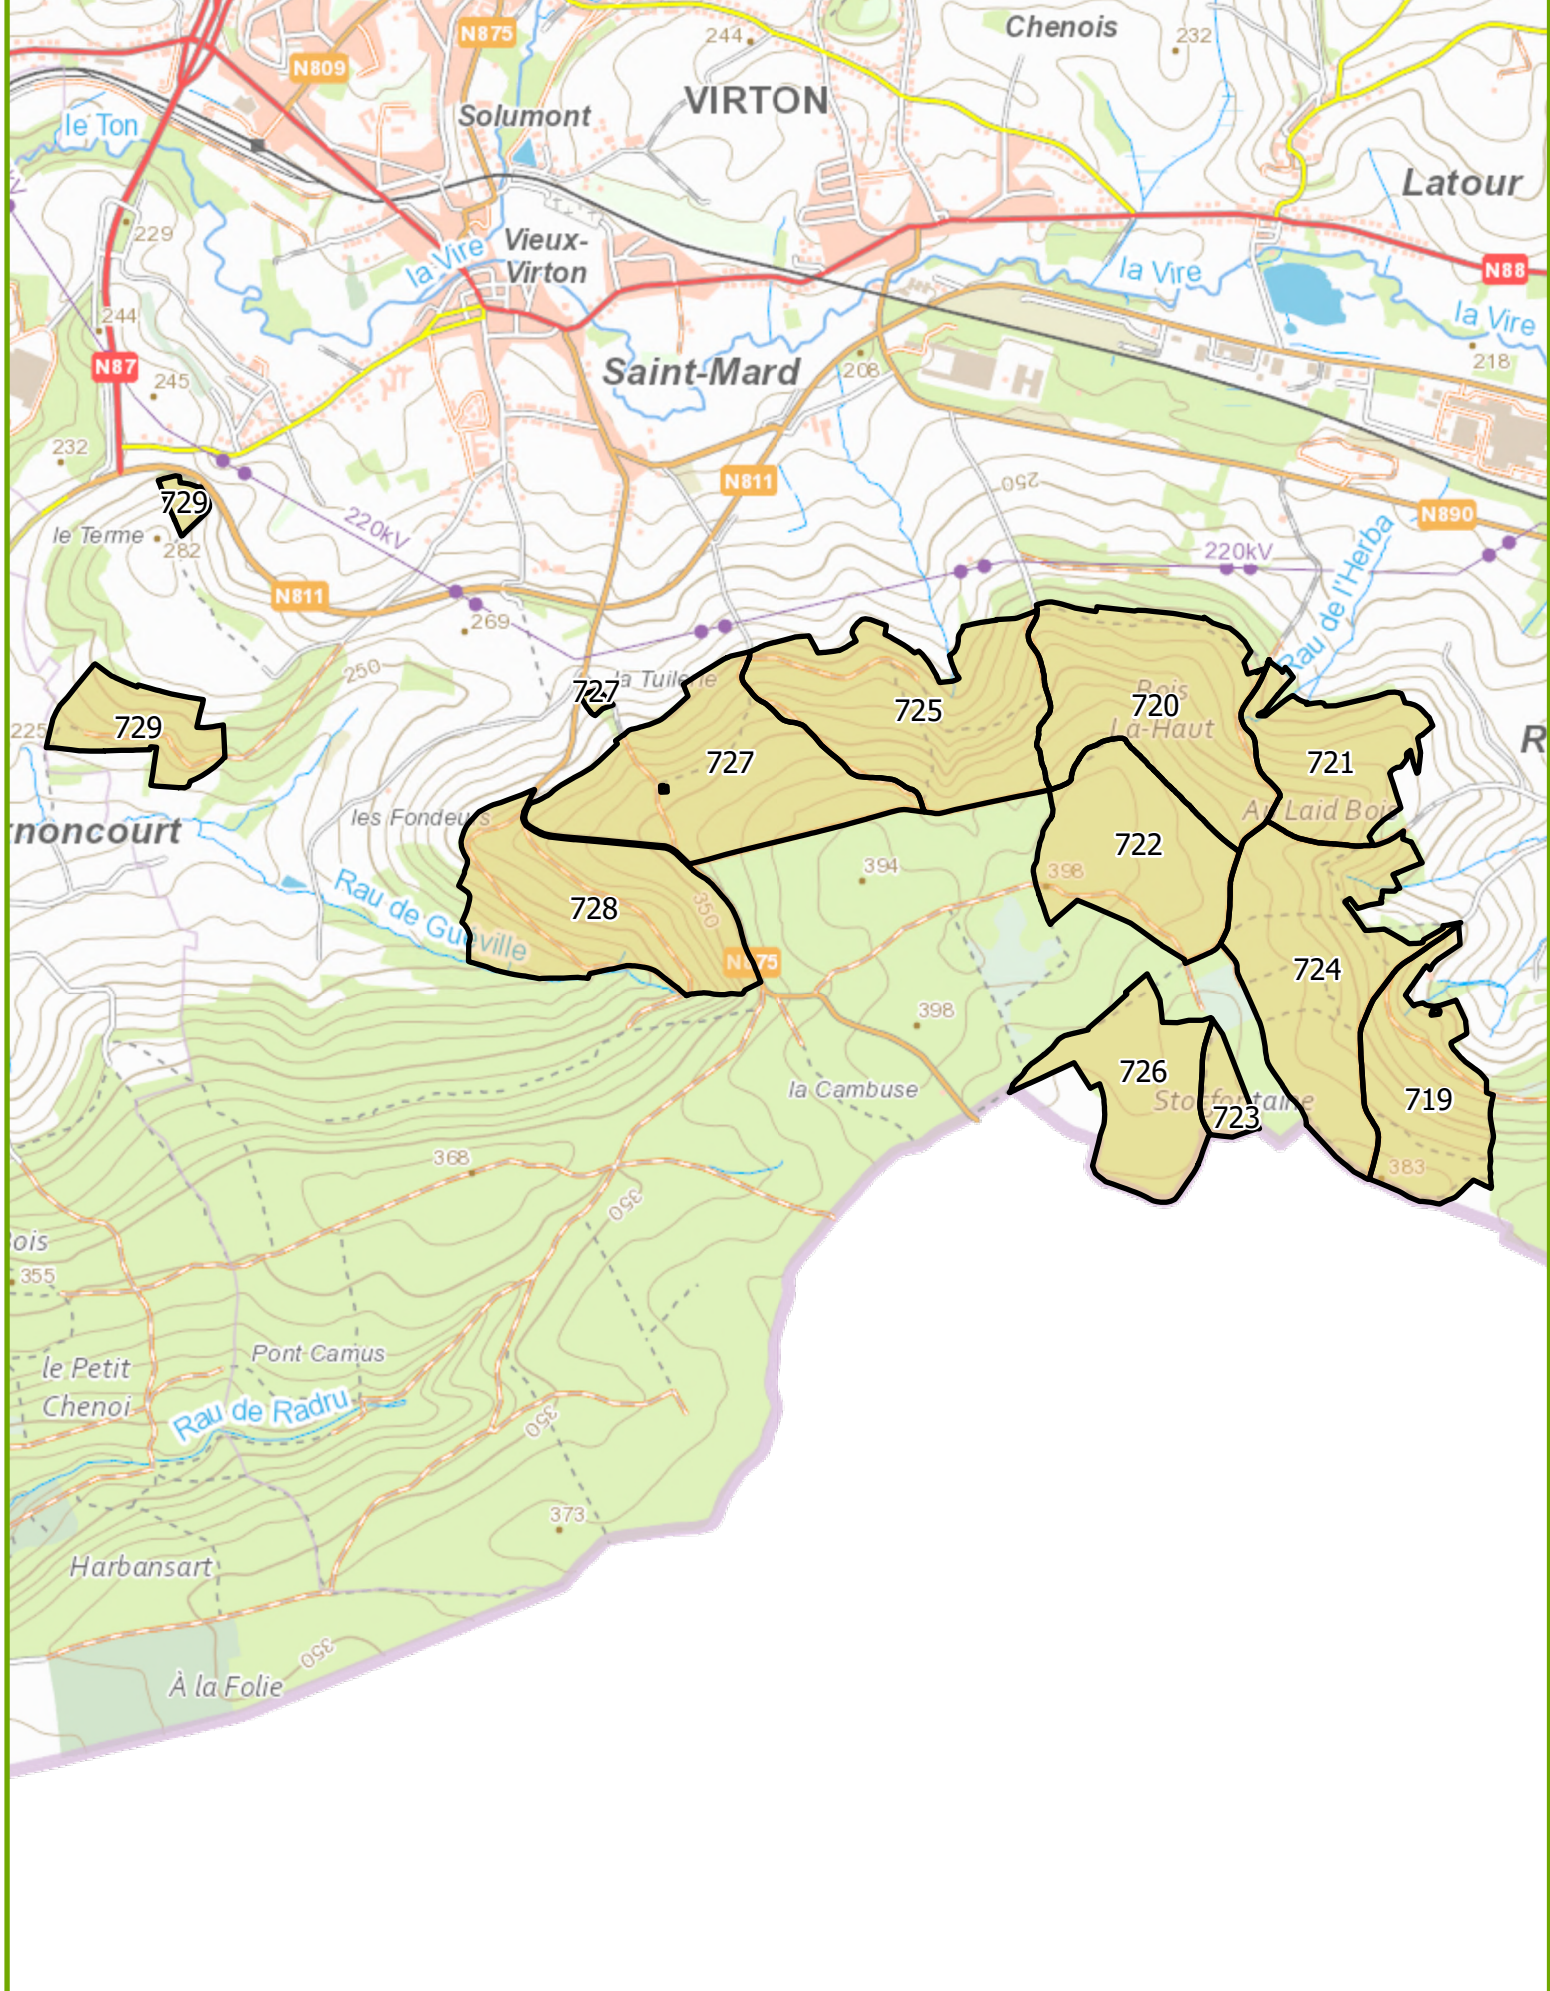 Chenois
N875
244
232
N809
VIRTON
Solumont
le Ton
Latour
229
Vieux-
Virton
la Vire
la Vire
N88
244
la Vire
N87
245
Saint-Mard
208
218
232
N811
250
729
N890
le Terme
282
220kV
220kV
N811
269
Rau de l'Herba
250
la Tuilerie
727
Bois
La-Haut
720
725
225
729
727
721
R
Au Laid Bois
les Fondeurs
noncourt
722
394
398
Rau de Guéville
728
350
N875
724
398
726
la Cambuse
Stocfontaine
723
719
368
383
350
ois
355
Pont Camus
le Petit
Chenoi
Rau de Radru
350
373
Harbansart
350
À la Folie